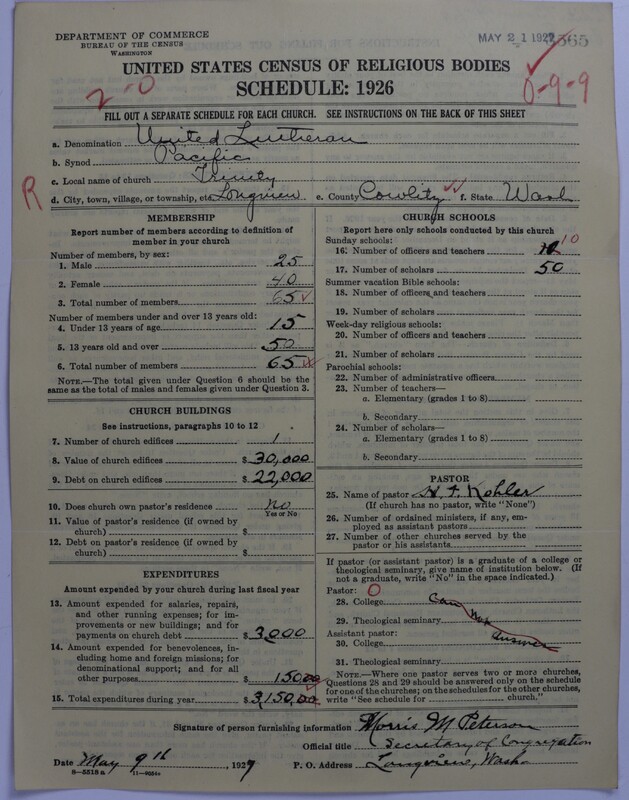 DEPARTMENT OF COMMERCE
BUREAU OF THE CENSUS
WASHINGTON
MAY 21 1927
UNITED STATES CENSUS OF RELIGIOUS BODIES
SCHEDULE: 1926
2-0
0-9-9
FILL OUT A SEPARATE SCHEDULE FOR EACH CHURCH. SEE INSTRUCTIONS ON THE BACK OF THIS SHEET
a. Denomination United Lutheran
b. Synod Pacific
c. Local name of church Trinity
R
d. City, town, village, or township, etc. Longview e. County Cowlitz f. State Wash
MEMBERSHIP
Report number of members according to definition of
member in your church
Number of members, by sex:
1. Male 25
2. Female 40
3. Total number of members 65
Number of members under and over 13 years old:
4. Under 13 years of age 15
5. 13 years old and over 50
6. Total number of members 65
NOTE.—The total given under Question 6 should be
same as the total of males and females given under Question 3.
CHURCH BUILDINGS
See instructions, paragraphs 10 to 12
7. Number of church edifices 1
8. Value of church edifices $ 30,000
9. Debt on church edifices $ 22,000
10. Does church own pastor's residence No
Yes or No
11. Value of pastor's residence (if owned by
church) $
12. Debt on pastor's residence (if owned by
church) $
EXPENDITURES
Amount expended by your church during last fiscal year
13. Amount expended for salaries, repairs,
and other running expenses; for im-
provements or new buildings; and for
payments on church debt $ 3,000
14. Amount expended for benevolences, in-
cluding home and foreign missions; for
denominational support; and for all
other purposes $ 150.00
15. Total expenditures during year $ 3,150.00
CHURCH SCHOOLS
Report here only schools conducted by this church
Sunday schools:
16. Number of officers and teachers 10
17. Number of scholars 50
Summer vacation Bible schools:
18. Number of officers and teachers
19. Number of scholars
Week-day religious schools:
20. Number of officers and teachers
21. Number of scholars
Parochial schools:
22. Number of administrative officers
23. Number of teachers—
a. Elementary (grades 1 to 8)
b. Secondary
24. Number of scholars—
a. Elementary (grades 1 to 8)
b. Secondary
PASTOR
25. Name of pastor Kohler
(If church has no pastor, write "None")
26. Number of ordained ministers, if any, em-
ployed as assistant pastors
27. Number of other churches served by the
pastor or his assistants
If pastor (or assistant pastor) is a graduate of a college or
theological seminary, give name of institution below. (If
not a graduate, write "No" in the space indicated.)
Pastor: 0
28. College Can
29. Theological seminary Not
Assistant pastor: Answer
30. College
31. Theological seminary
NOTE.—Where one pastor serves two or more churches,
Questions 28 and 29 should be answered only on the schedule
for one of the churches; on the schedules for the other churches,
write "See schedule for ______ church."
Signature of person furnishing information Morris M Peterson
Official title Secretary of Congregation
Date May 9th, 1927 P. O. Address Longview, Wash